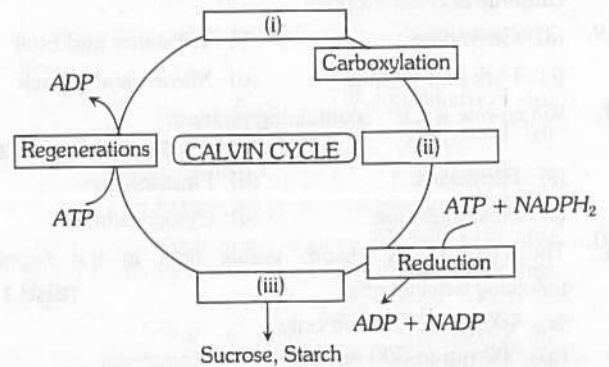 (i)
Carboxylation
ADP
Regenerations
CALVIN CYCLE
(ii)
ATP
ATP + NADPH₂
Reduction
(iii)
ADP + NADP
Sucrose, Starch